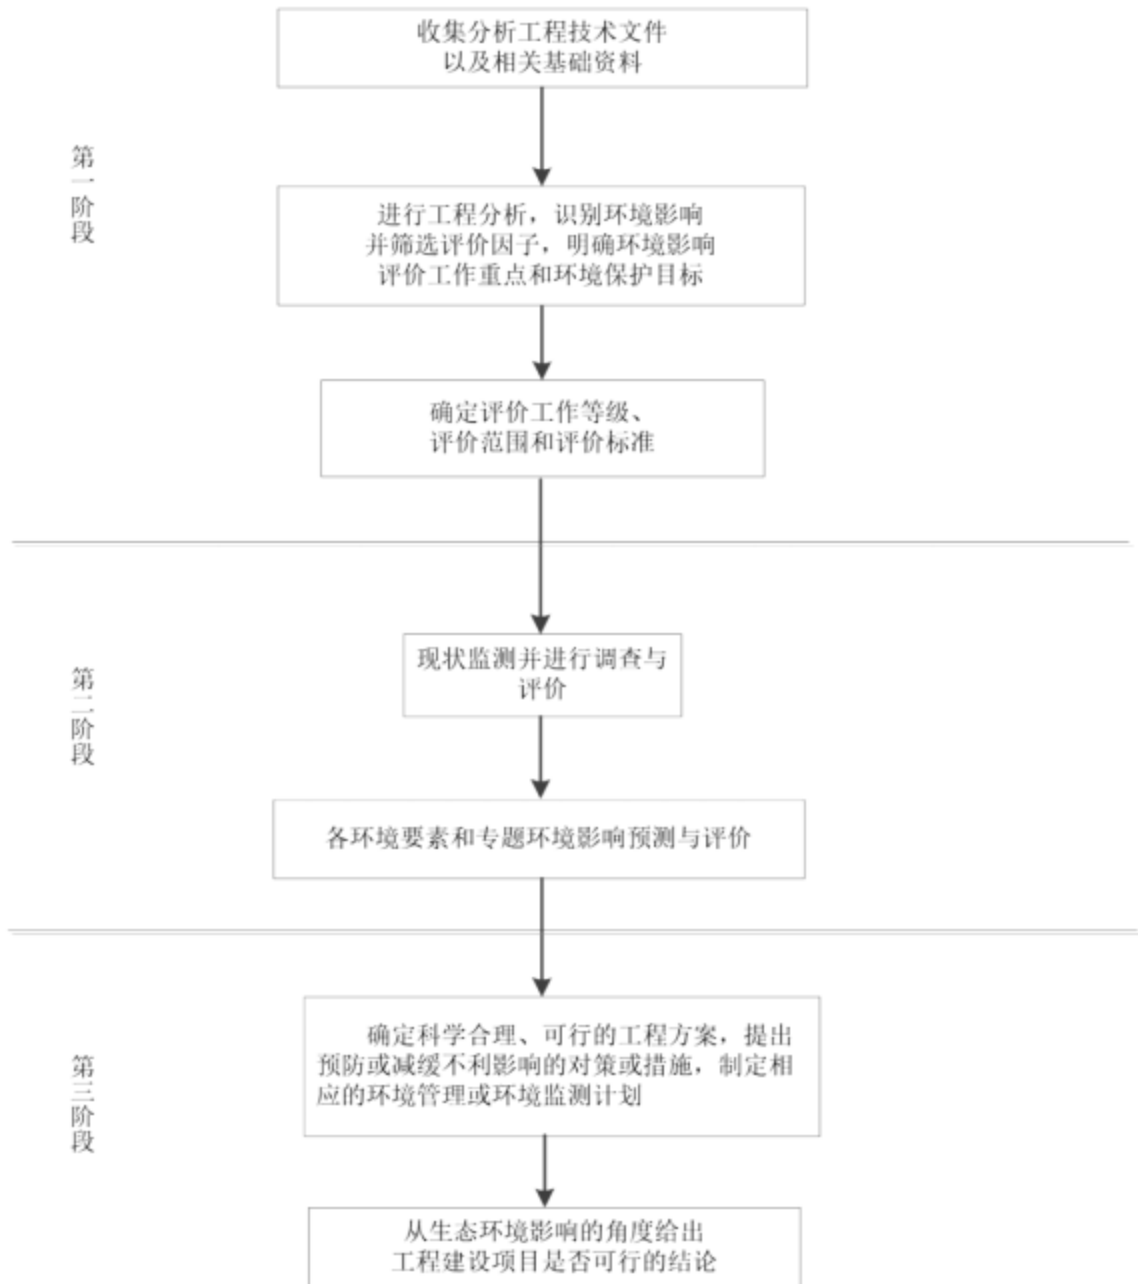 收集分析工程技术文件
以及相关基础资料
第一阶段
进行工程分析，识别环境影响
并筛选评价因子，明确环境影响
评价工作重点和环境保护目标
确定评价工作等级、
评价范围和评价标准
现状监测并进行调查与
评价
第二阶段
各环境要素和专题环境影响预测与评价
确定科学合理、可行的工程方案，提出
预防或减缓不利影响的对策或措施，制定相
应的环境管理或环境监测计划
第三阶段
从生态环境影响的角度给出
工程建设项目是否可行的结论